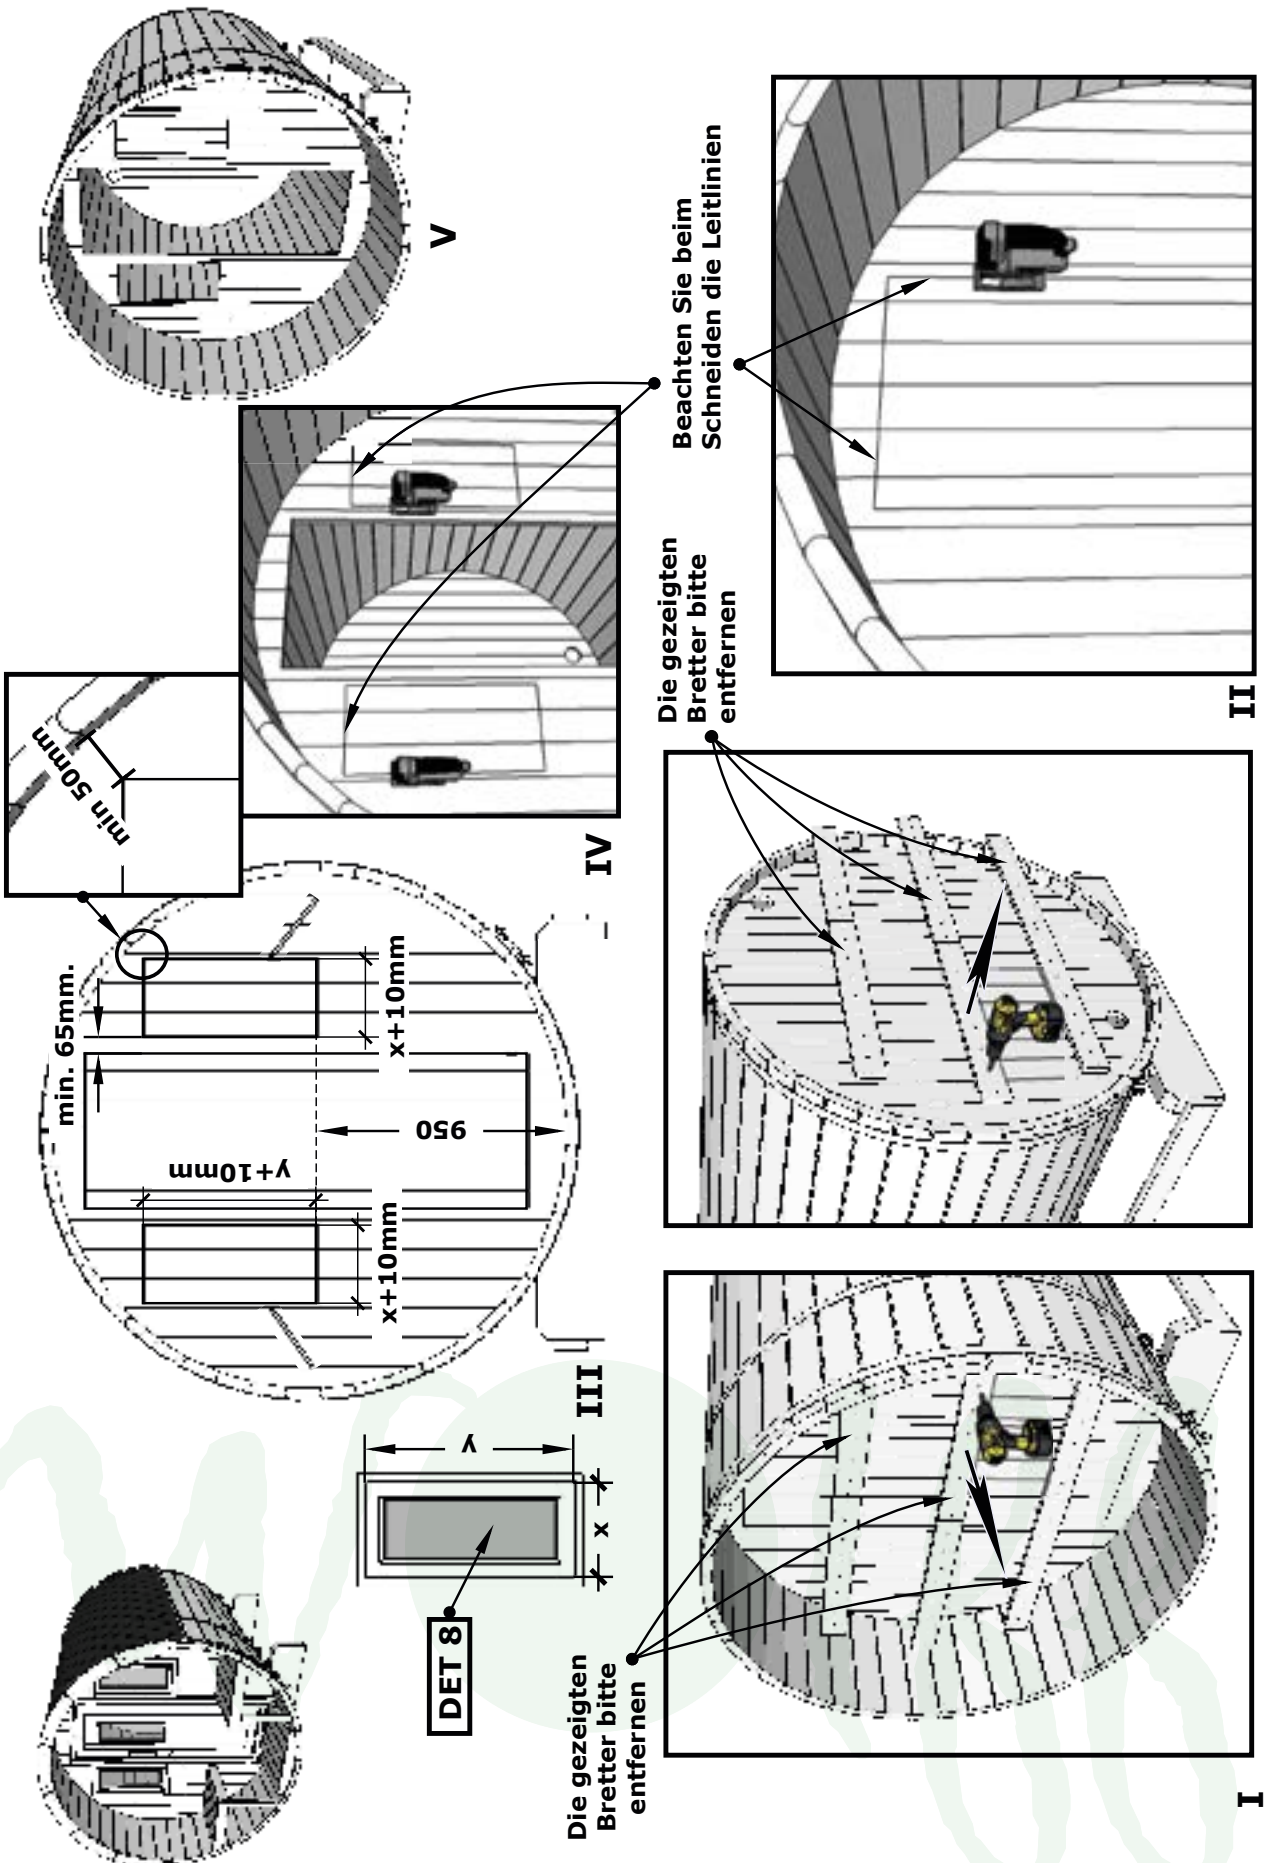 Die gezeigten
Bretter bitte
entfernen
I
Die gezeigten
Bretter bitte
entfernen
II
Beachten Sie beim
Schneiden die Leitlinien
DET 8
x
y
III
x+10mm
x+10mm
y+10mm
950
min. 65mm.
min 50mm
IV
V